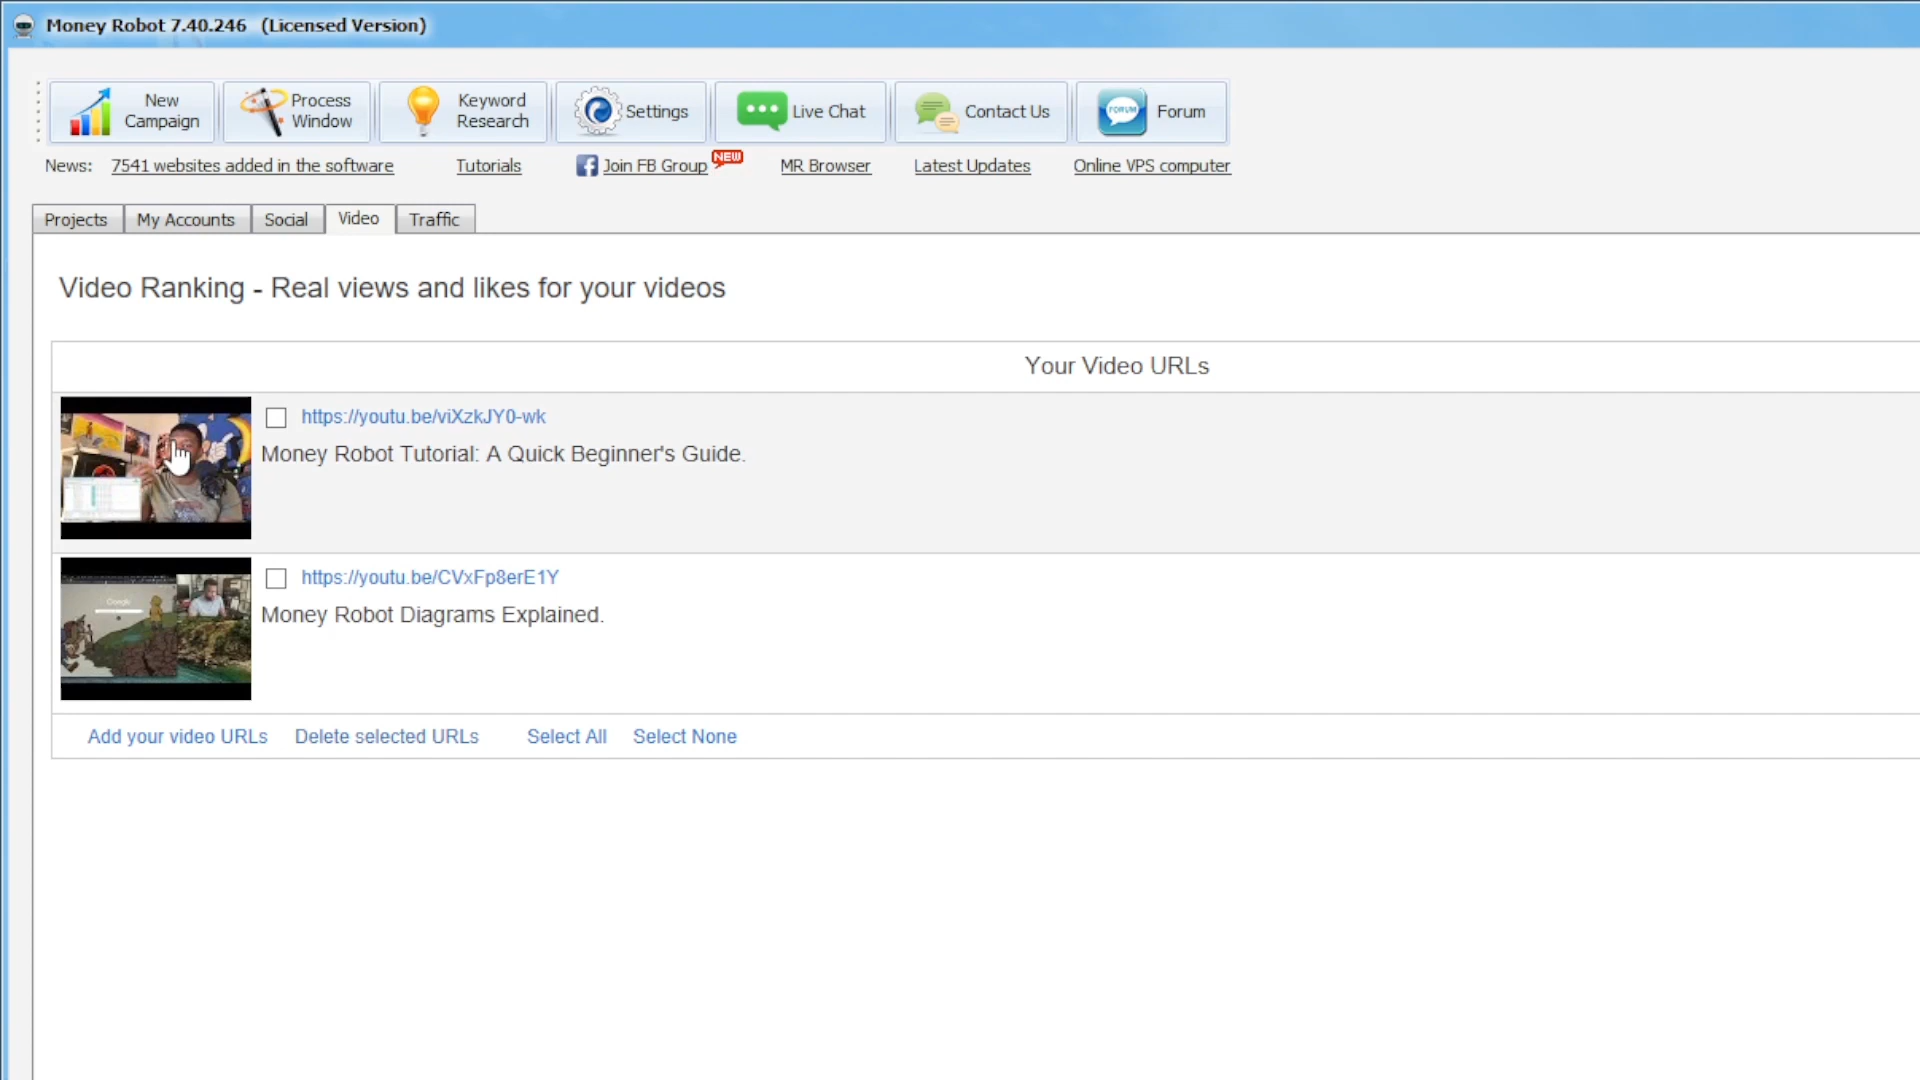 Money Robot 7.40.246   (Licensed Version)
New Campaign
Process Window
Keyword Research
Settings
Live Chat
Contact Us
FORUM
Forum
News: 7541 websites added in the software
Tutorials
Join FB Group
NEW
MR Browser
Latest Updates
Online VPS computer
Projects
My Accounts
Social
Video
Traffic
Video Ranking - Real views and likes for your videos
Your Video URLs
https://youtu.be/viXzkJY0-wk
Money Robot Tutorial: A Quick Beginner's Guide.
Google
https://youtu.be/CVxFp8erE1Y
Money Robot Diagrams Explained.
Add your video URLs
Delete selected URLs
Select All
Select None